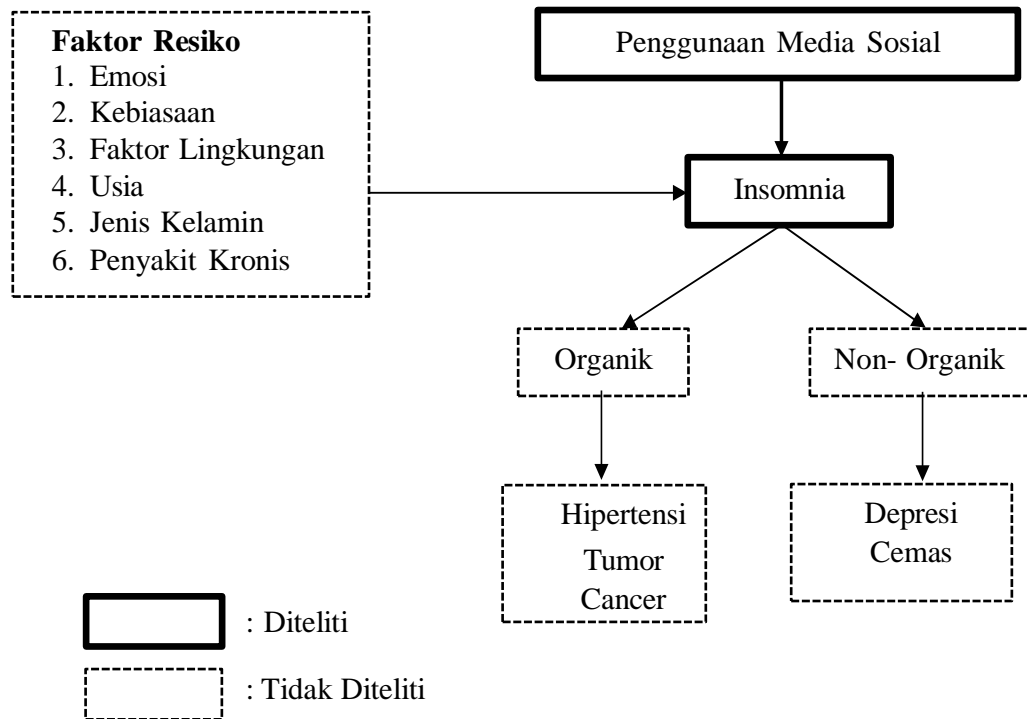 Faktor Resiko
1. Emosi
2. Kebiasaan
3. Faktor Lingkungan
4. Usia
5. Jenis Kelamin
6. Penyakit Kronis
Penggunaan Media Sosial
Insomnia
Organik
Non- Organik
Hipertensi
Tumor
Cancer
Depresi
Cemas
: Diteliti
: Tidak Diteliti